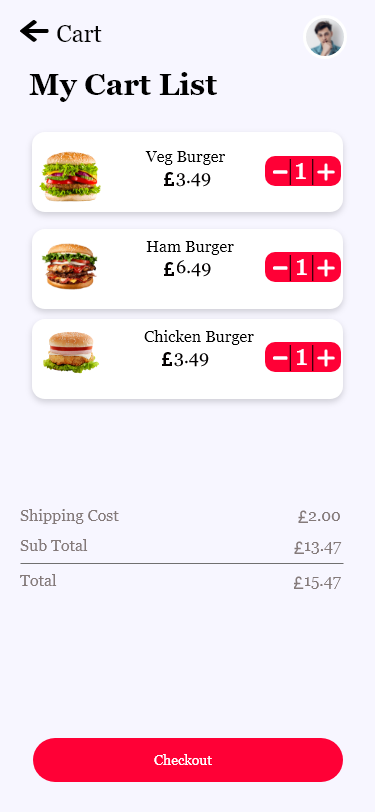 Cart
My Cart List
Veg Burger
£3.49
− 1 +
Ham Burger
£6.49
− 1 +
Chicken Burger
£3.49
− 1 +
Shipping Cost £2.00
Sub Total £13.47
Total £15.47
Checkout